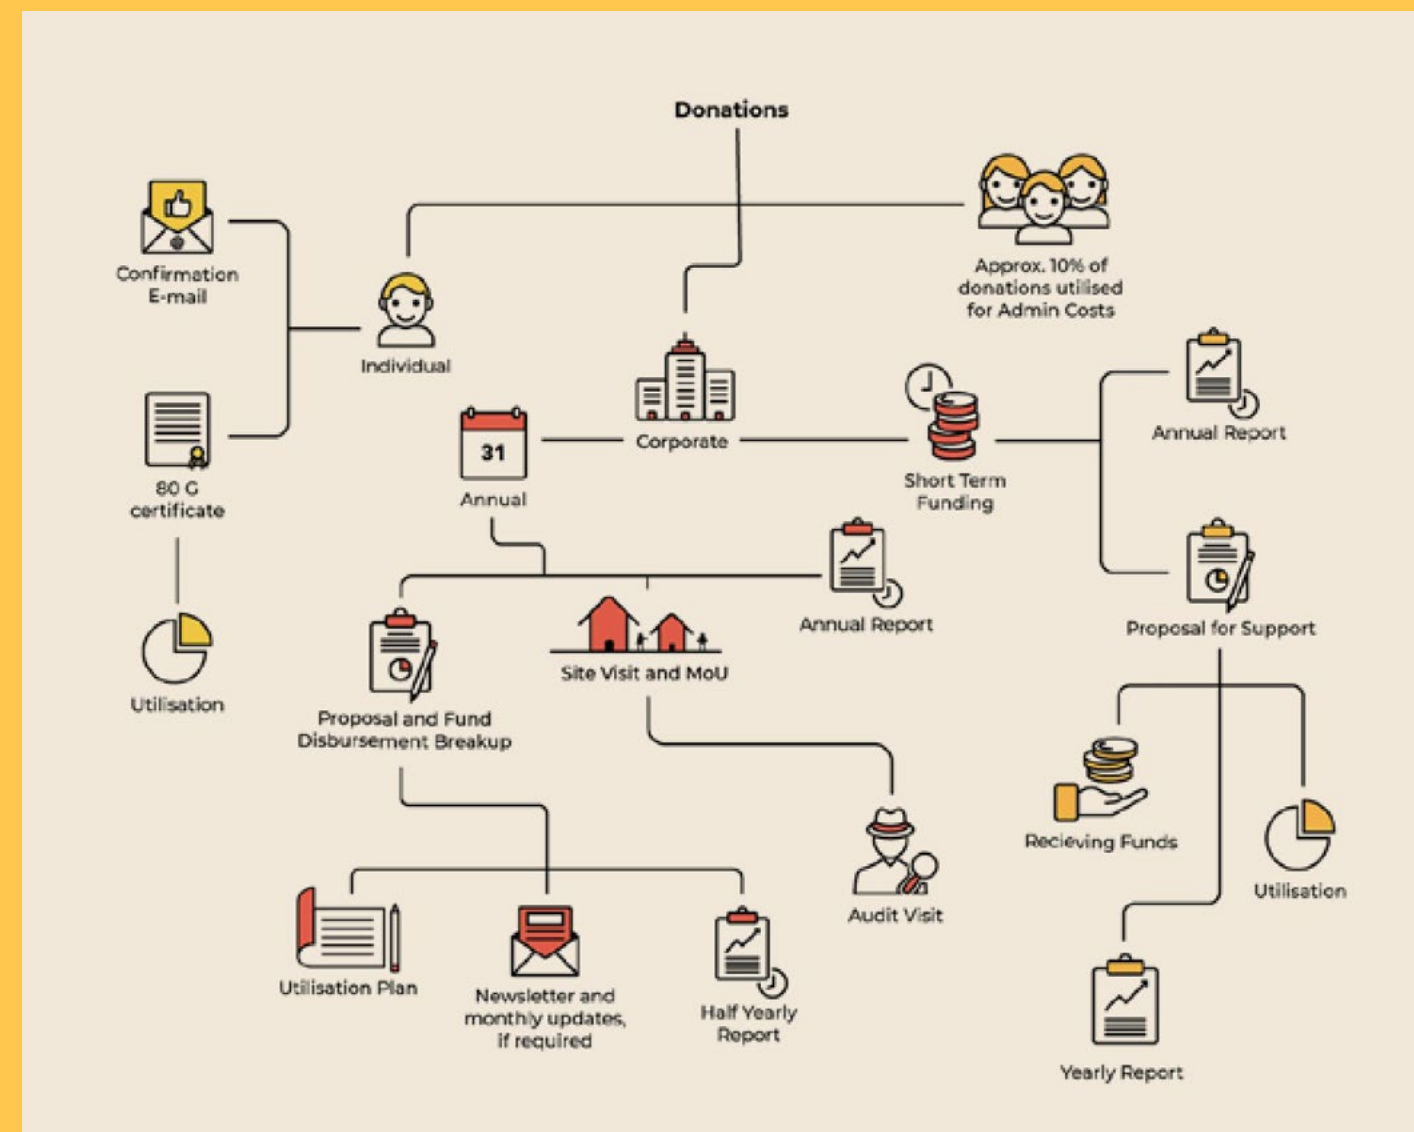 Donations
Confirmation
E-mail
Approx. 10% of
donations utilised
for Admin Costs
Individual
Corporate
31
Annual
Annual Report
Short Term
Funding
80 G
certificate
Annual Report
Proposal for Support
Site Visit and MoU
Utilisation
Proposal and Fund
Disbursement Breakup
Recieving Funds
Utilisation
Audit Visit
Utilisation Plan
Newsletter and
monthly updates,
if required
Half Yearly
Report
Yearly Report